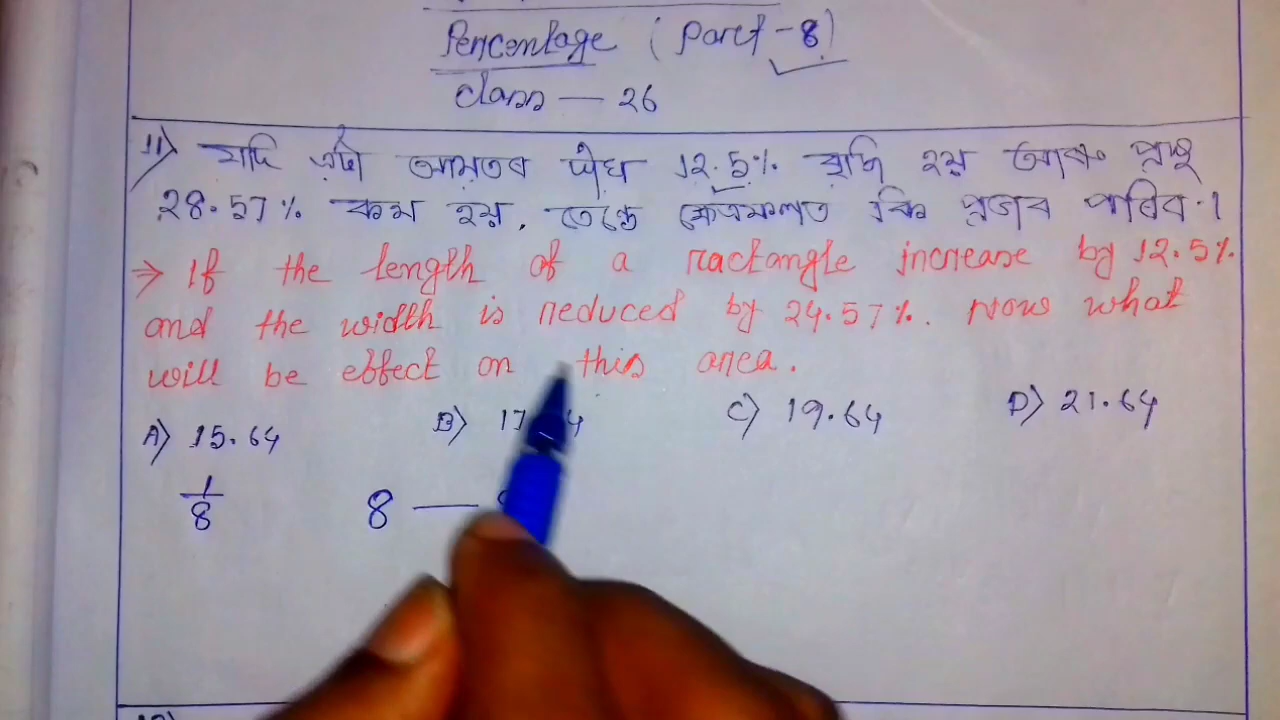 Percentage (Part-8)
class — 26
11) যদি এটা আয়তৰ দীঘ 12.5% বৃদ্ধি হয় আৰু প্ৰস্থ
28.57% কম হয়, তেন্তে ক্ষেত্ৰফলত কি প্ৰভাৱ পৰিব।
⇒ If the length of a ractangle increase by 12.5%
and the width is reduced by 24.57%. Now what
will be effect on this area.
A) 15.64 B) C) 19.64 D) 21.64
1/8 8 —